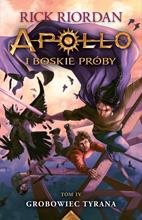 RICK RIORDAN
APOLLO
I BOSKIE PRÓBY
TOM IV
GROBOWIEC TYRANA